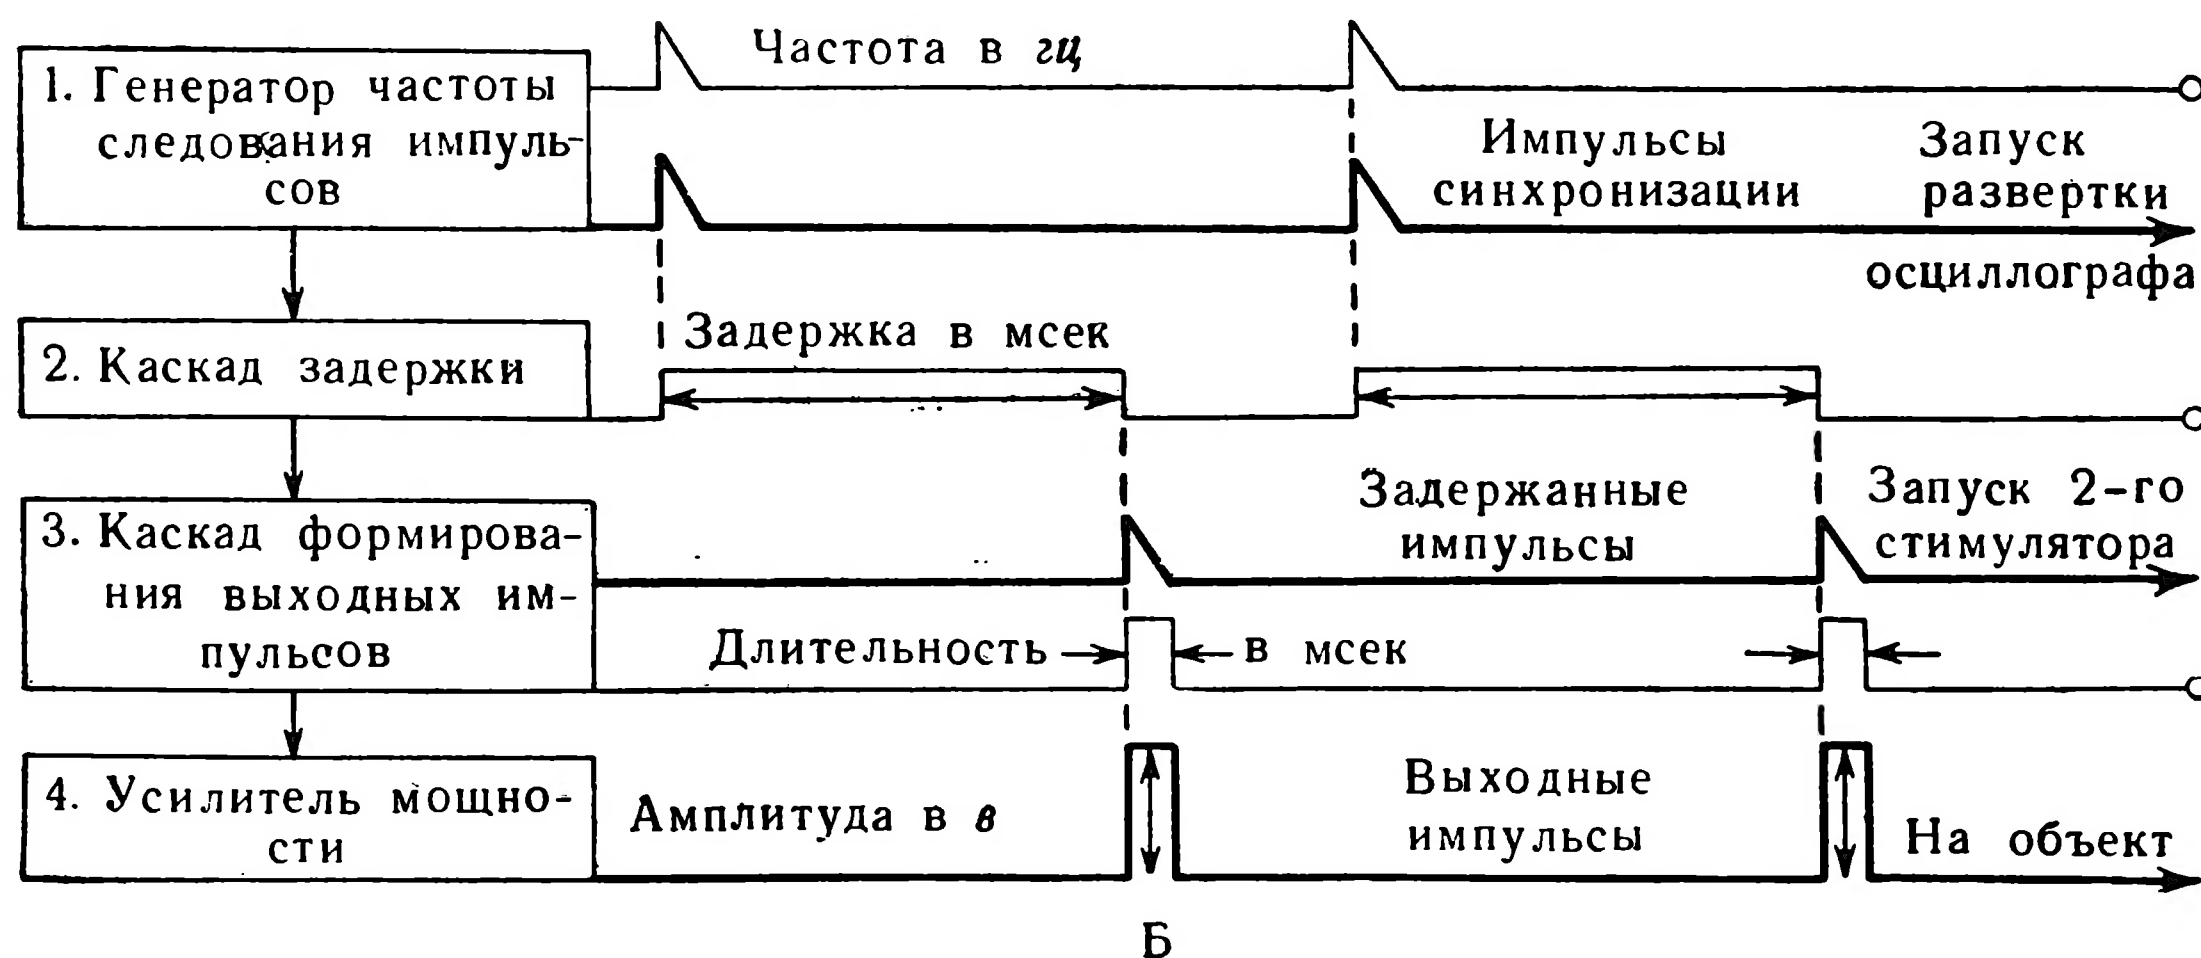 1. Генератор частоты
следования импуль-
сов
Частота в гц
Импульсы
синхронизации
Запуск
развертки
осциллографа
2. Каскад задержки
Задержка в мсек
3. Каскад формирова-
ния выходных им-
пульсов
Задержанные
импульсы
Запуск 2-го
стимулятора
Длительность в мсек
4. Усилитель мощно-
сти
Амплитуда в в
Выходные
импульсы
На объект
Б